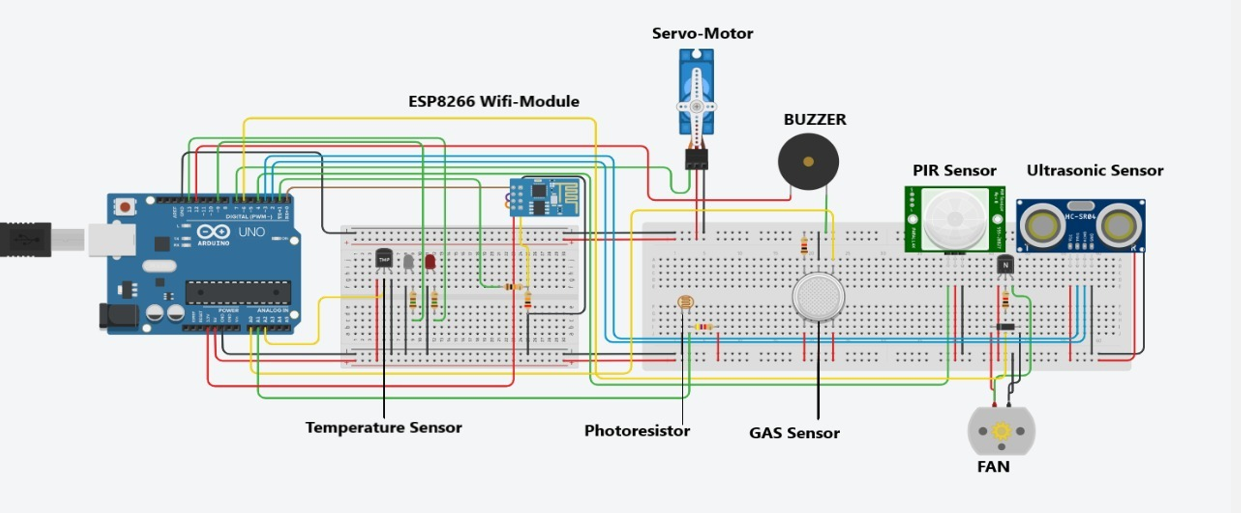 Servo-Motor
ESP8266 Wifi-Module
BUZZER
PIR Sensor
Ultrasonic Sensor
DIGITAL (PWM~)
UNO
ARDUINO
HC-SR04
TMP
N
POWER
ANALOG IN
Temperature Sensor
Photoresistor
GAS Sensor
FAN